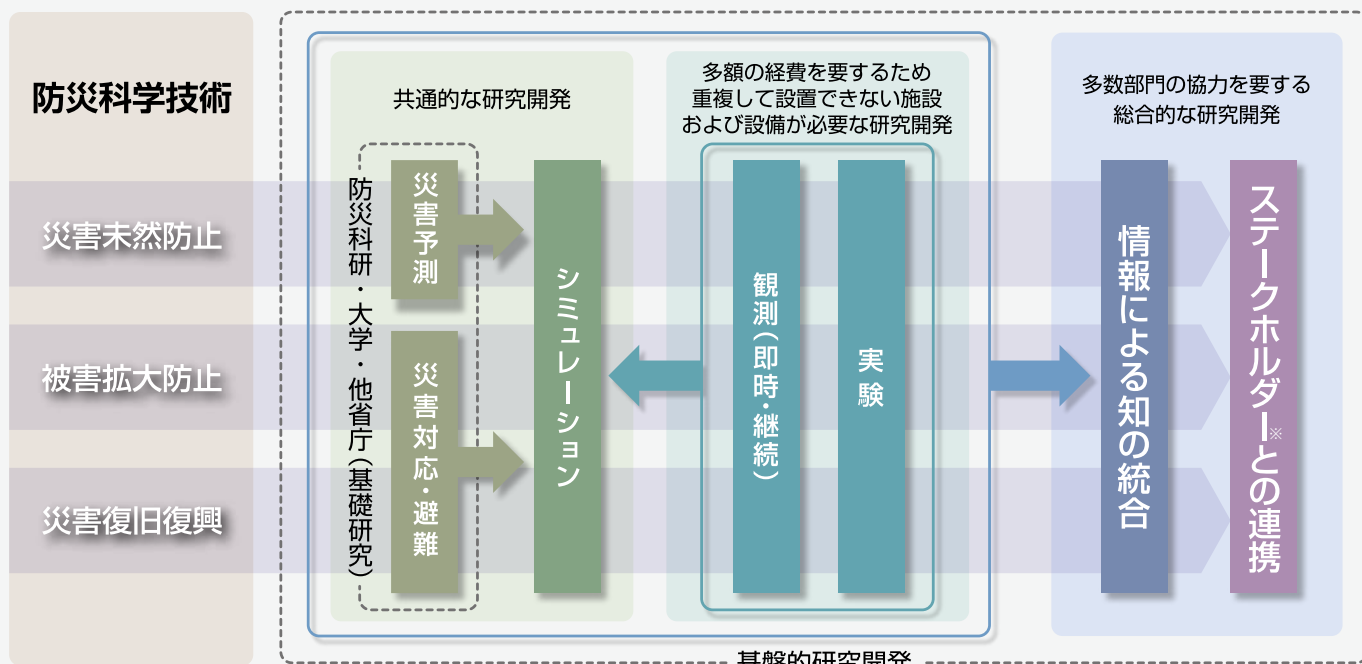 防災科学技術
災害未然防止
被害拡大防止
災害復旧復興
共通的な研究開発
防災科研・大学・他省庁(基礎研究)
災害予測
災害対応・避難
シミュレーション
多額の経費を要するため
重複して設置できない施設
および設備が必要な研究開発
観測(即時・継続)
実験
多数部門の協力を要する
総合的な研究開発
情報による知の統合
ステークホルダー※との連携
基盤的研究開発